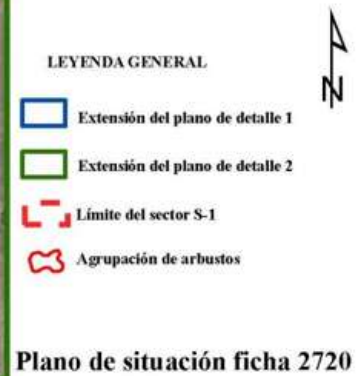 N
LEYENDA GENERAL
Extensión del plano de detalle 1
Extensión del plano de detalle 2
Límite del sector S-1
Agrupación de arbustos
Plano de situación ficha 2720